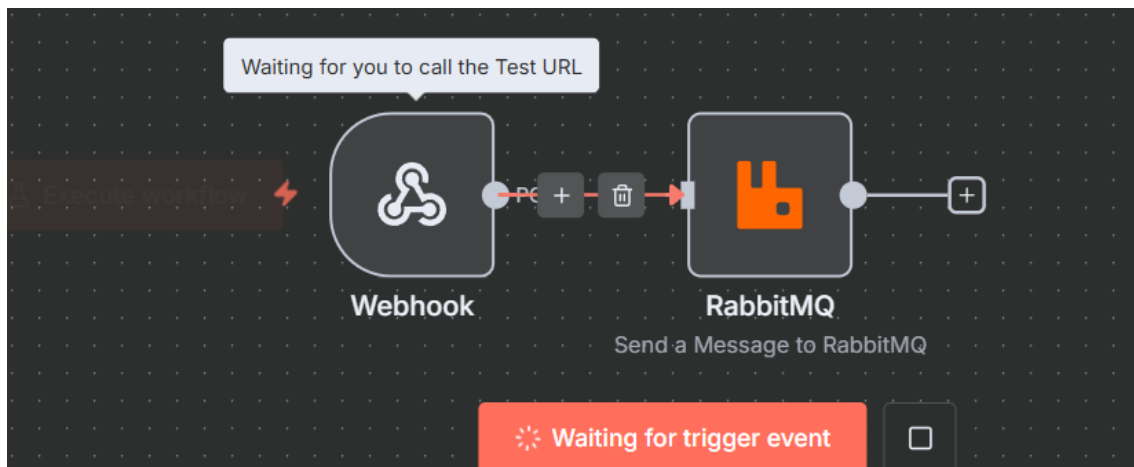 Waiting for you to call the Test URL
Execute workflow
Webhook
RabbitMQ
Send a Message to RabbitMQ
Waiting for trigger event